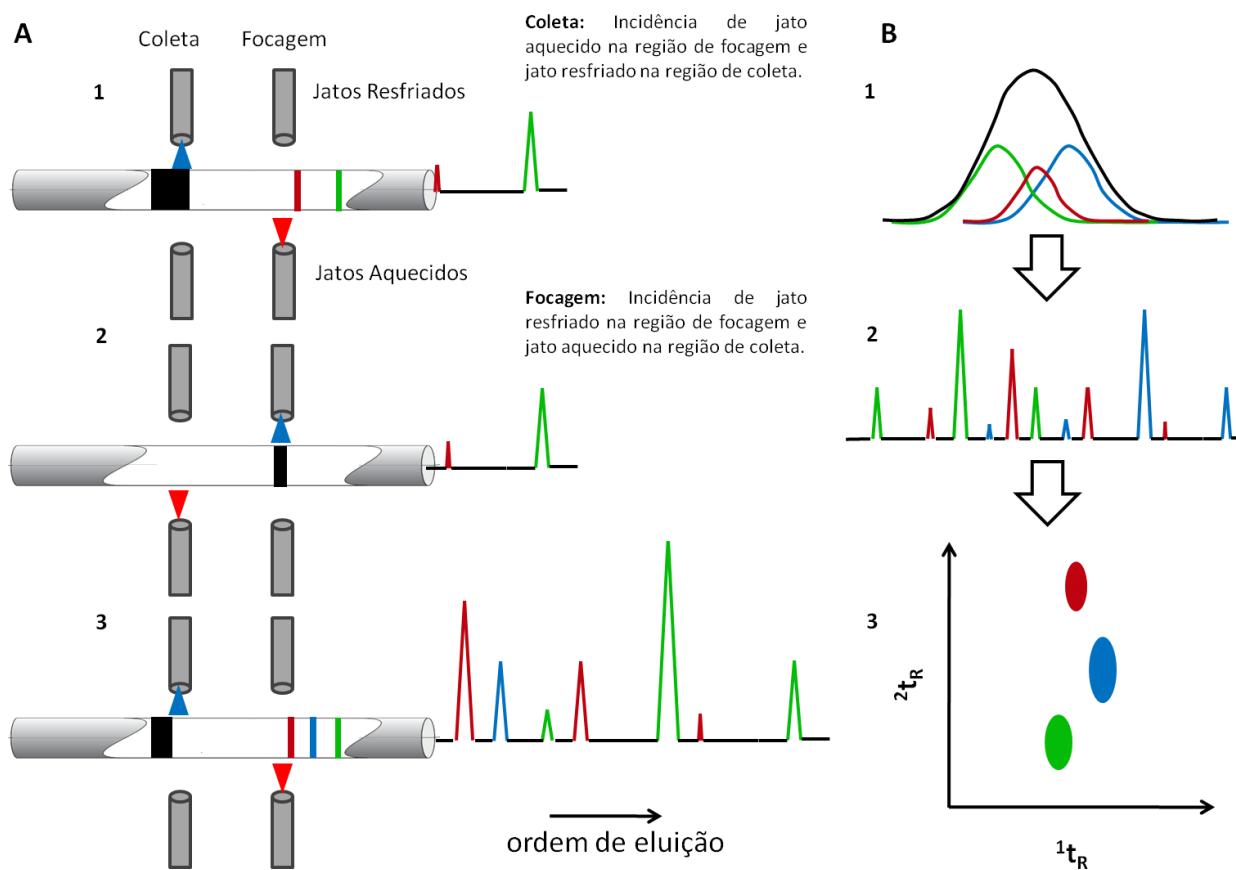 A
Coleta
Focagem
1
Jatos Resfriados
Coleta: Incidência de jato
aquecido na região de focagem e
jato resfriado na região de coleta.
Jatos Aquecidos
2
Focagem: Incidência de jato
resfriado na região de focagem e
jato aquecido na região de coleta.
3
ordem de eluição
B
1
2
3
²tR
¹tR